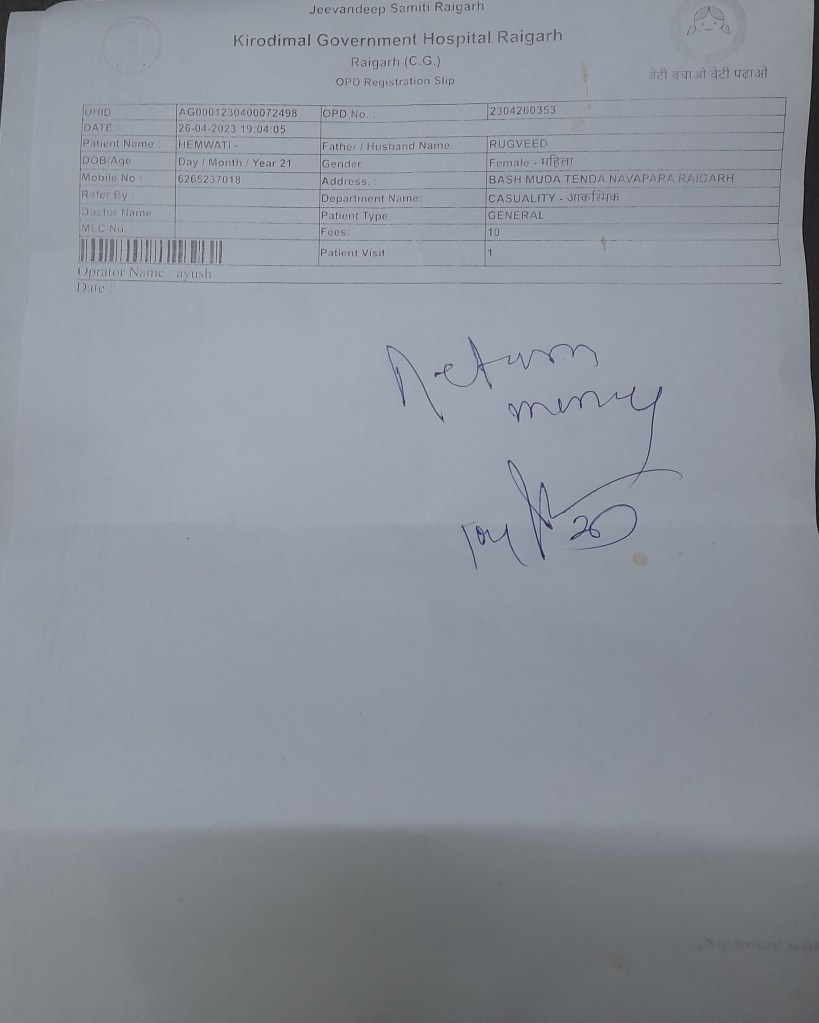 Jeevandeep Samiti Raigarh
Kirodimal Government Hospital Raigarh
Raigarh (C.G.)
OPD Registration Slip
बेटी बचाओ बेटी पढ़ाओ
UHID AG0001230400072498 OPD No. : 2304260353
DATE : 26-04-2023 19:04:05
Patient Name : HEMWATI - Father / Husband Name. RUGVEED
DOB/Age Day / Month / Year 21 Gender Female - महिला
Mobile No : 6265237018 Address. : BASH MUDA TENDA NAVAPARA RAIGARH
Refer By : Department Name: CASUALITY - आकस्मिक
Doctor Name Patient Type GENERAL
MLC No. Fees: 10
Patient Visit 1
Oprator Name : ayush
Date :
Return
money